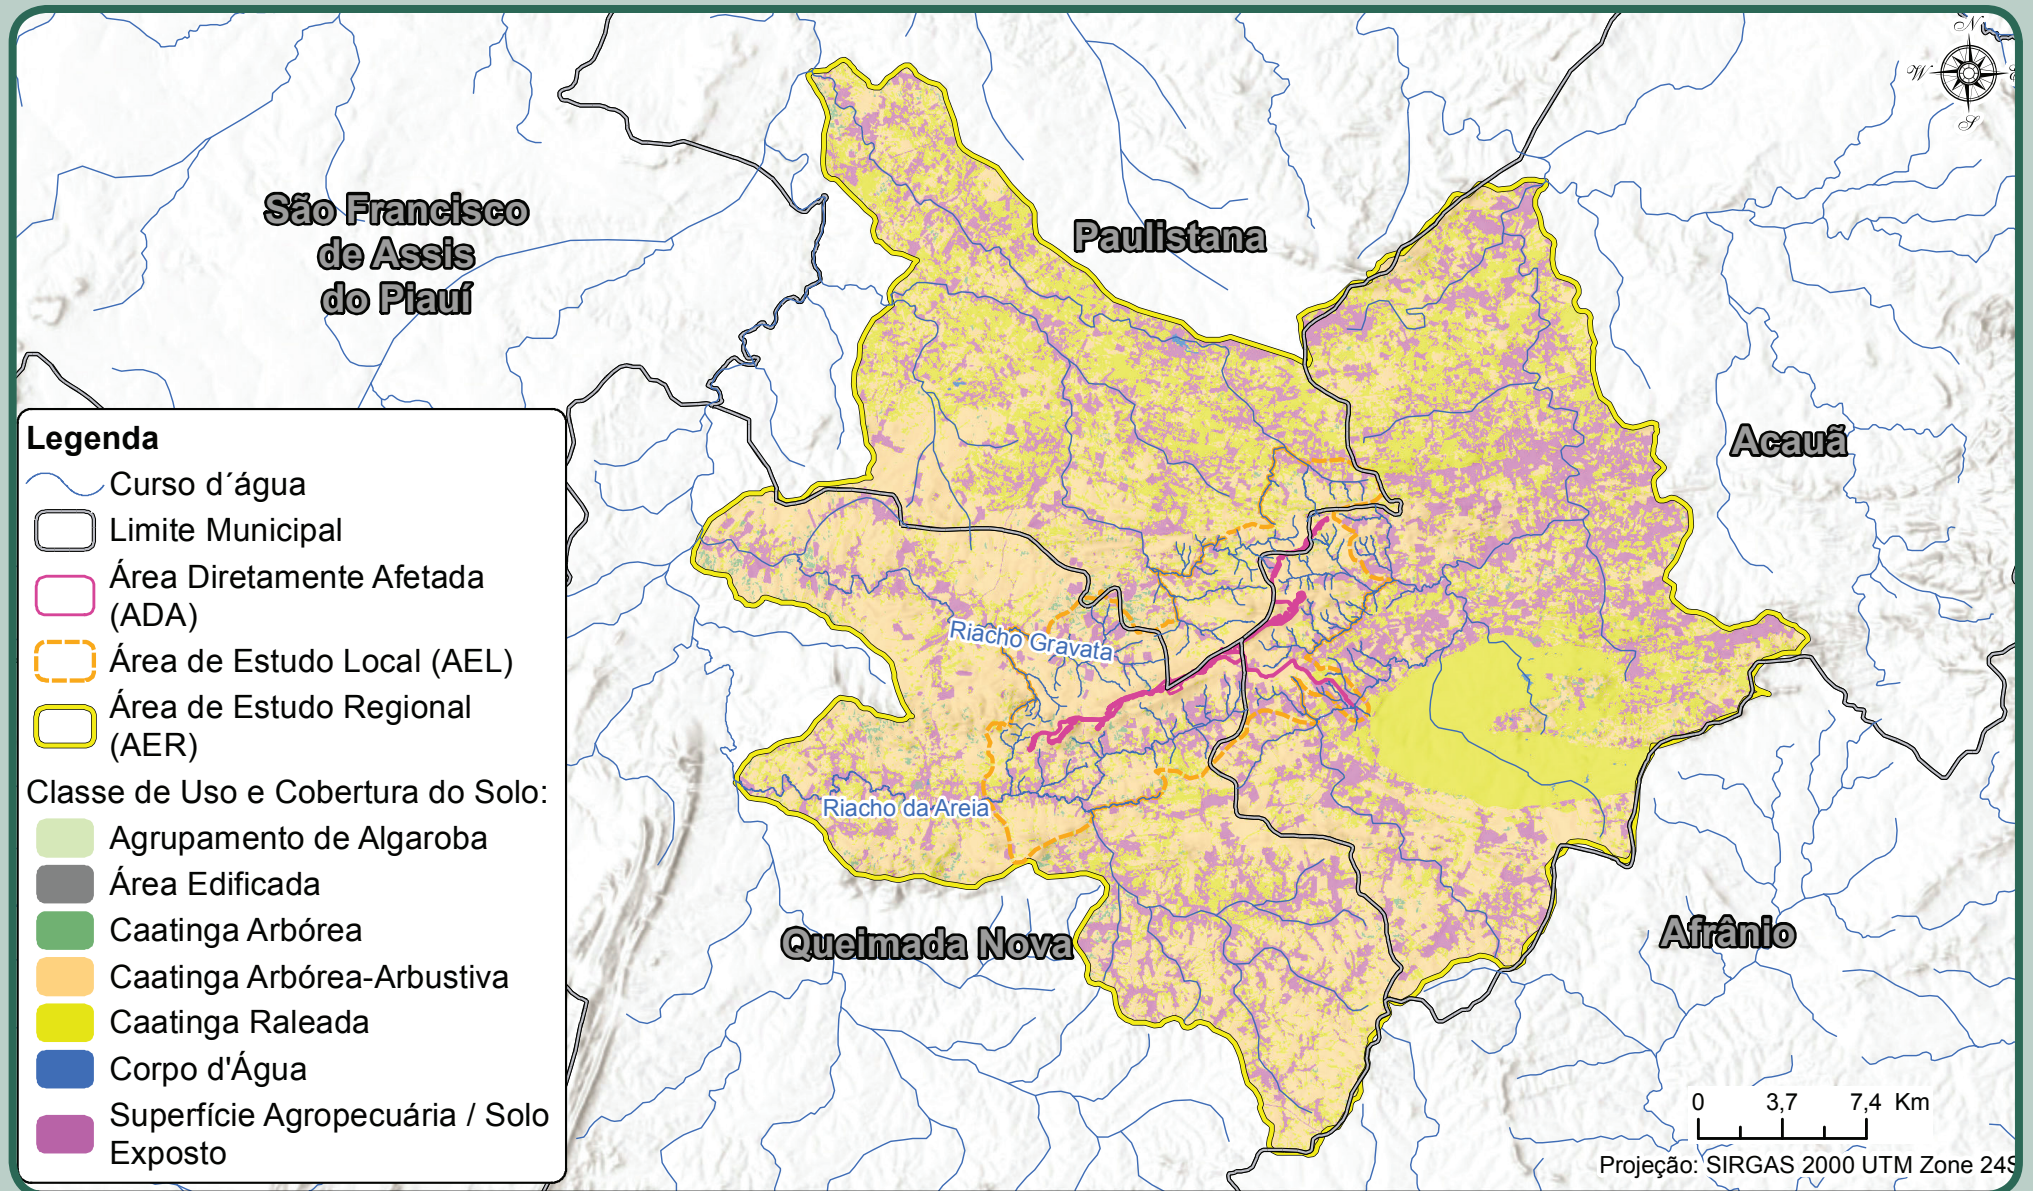 N
W
E
S
São Francisco
de Assis
do Piauí
Paulistana
Acauã
Legenda
Curso d´água
Limite Municipal
Área Diretamente Afetada
(ADA)
Área de Estudo Local (AEL)
Área de Estudo Regional
(AER)
Classe de Uso e Cobertura do Solo:
Agrupamento de Algaroba
Área Edificada
Caatinga Arbórea
Caatinga Arbórea-Arbustiva
Caatinga Raleada
Corpo d'Água
Superfície Agropecuária / Solo
Exposto
Riacho Gravata
Riacho da Areia
Queimada Nova
Afrânio
0 3,7 7,4 Km
Projeção: SIRGAS 2000 UTM Zone 24S